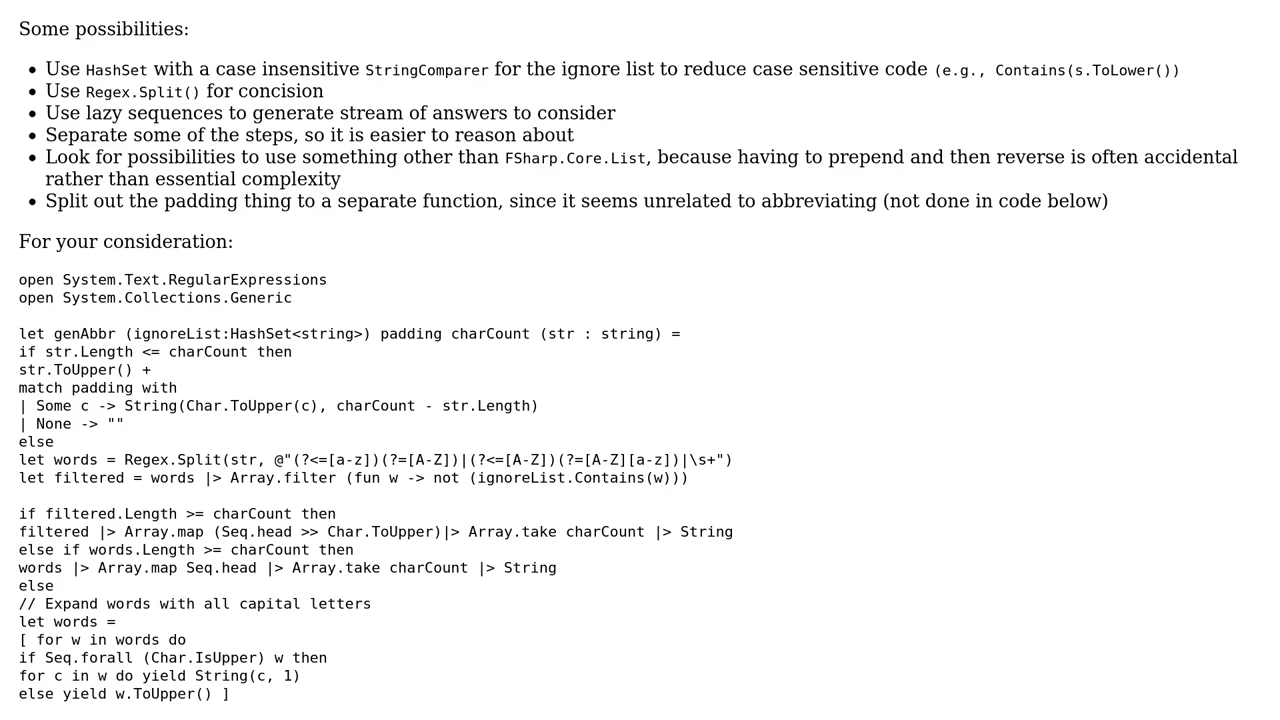 Some possibilities:
• Use HashSet with a case insensitive StringComparer for the ignore list to reduce case sensitive code (e.g., Contains(s.ToLower())
• Use Regex.Split() for concision
• Use lazy sequences to generate stream of answers to consider
• Separate some of the steps, so it is easier to reason about
• Look for possibilities to use something other than FSharp.Core.List, because having to prepend and then reverse is often accidental
rather than essential complexity
• Split out the padding thing to a separate function, since it seems unrelated to abbreviating (not done in code below)
For your consideration:
open System.Text.RegularExpressions
open System.Collections.Generic
let genAbbr (ignoreList:HashSet<string>) padding charCount (str : string) =
if str.Length <= charCount then
str.ToUpper() +
match padding with
| Some c -> String(Char.ToUpper(c), charCount - str.Length)
| None -> ""
else
let words = Regex.Split(str, @"(?<=[a-z])(?=[A-Z])|(?<=[A-Z])(?=[A-Z][a-z])|\s+")
let filtered = words |> Array.filter (fun w -> not (ignoreList.Contains(w)))
if filtered.Length >= charCount then
filtered |> Array.map (Seq.head >> Char.ToUpper)|> Array.take charCount |> String
else if words.Length >= charCount then
words |> Array.map Seq.head |> Array.take charCount |> String
else
// Expand words with all capital letters
let words =
[ for w in words do
if Seq.forall (Char.IsUpper) w then
for c in w do yield String(c, 1)
else yield w.ToUpper() ]